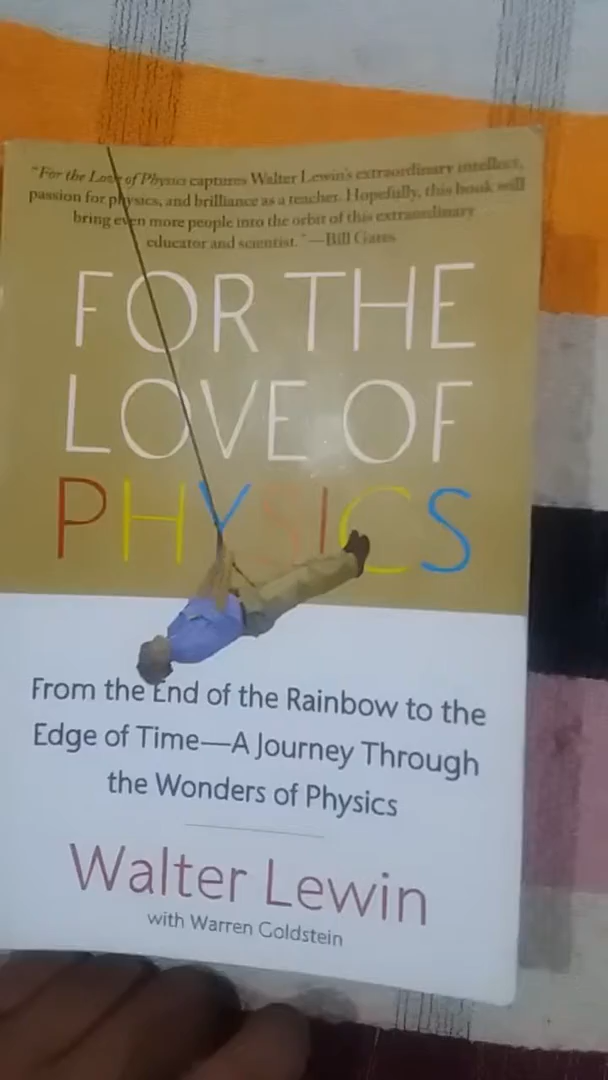 "For the Love of Physics captures Walter Lewin's extraordinary intellect,
passion for physics, and brilliance as a teacher. Hopefully, this book will
bring even more people into the orbit of this extraordinary
educator and scientist."—Bill Gates
FOR THE
LOVE OF
PHYSICS
From the End of the Rainbow to the
Edge of Time—A Journey Through
the Wonders of Physics
Walter Lewin
with Warren Goldstein